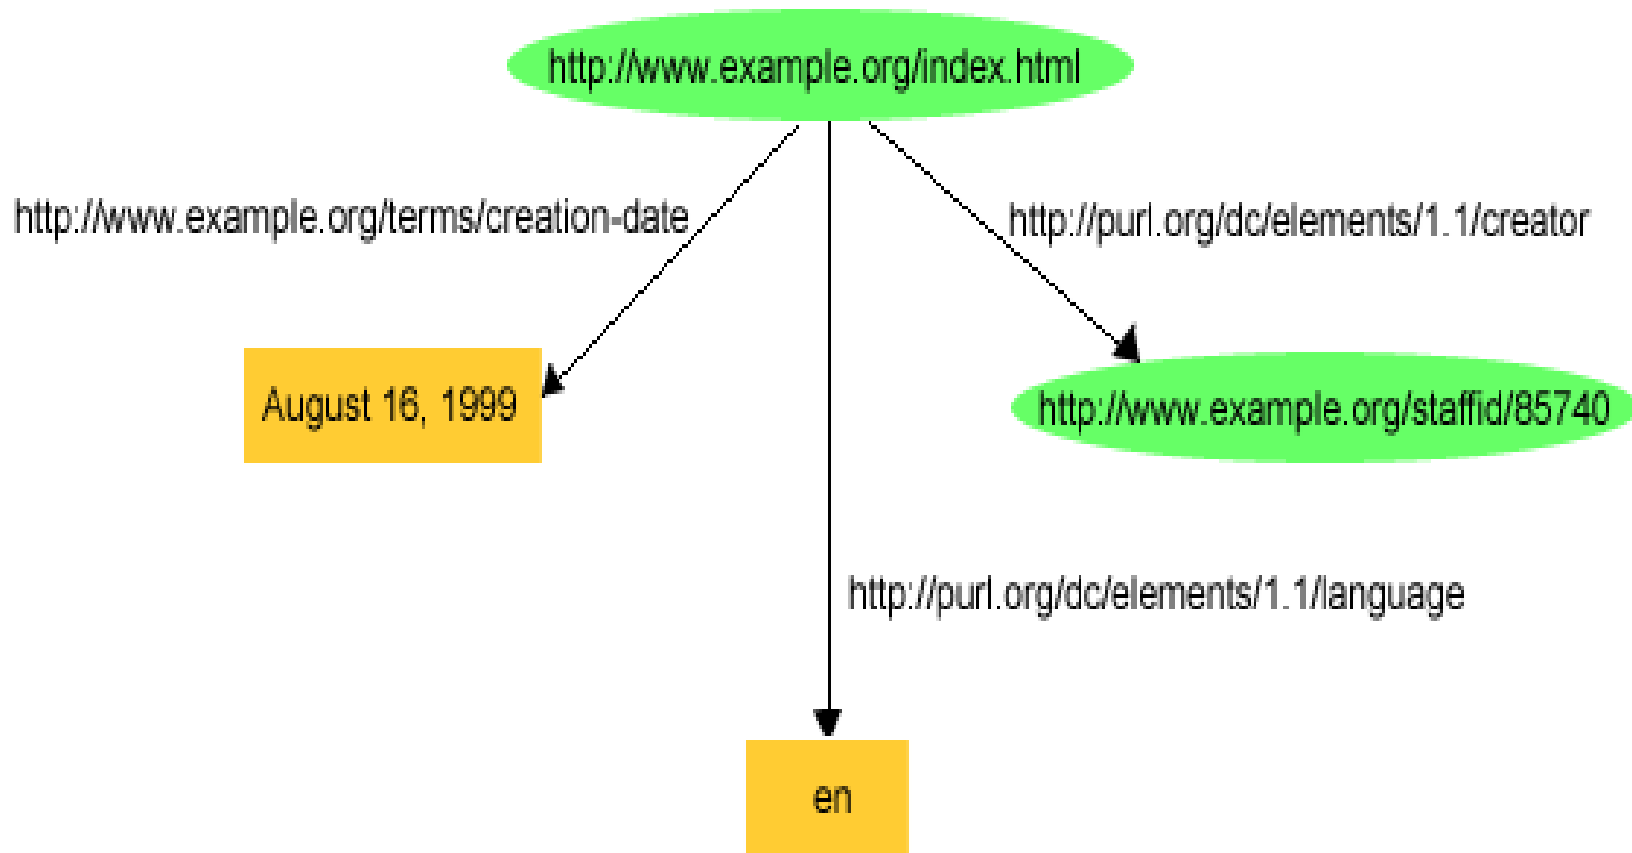 http://www.example.org/index.html
http://www.example.org/terms/creation-date
http://purl.org/dc/elements/1.1/creator
August 16, 1999
http://www.example.org/staffid/85740
http://purl.org/dc/elements/1.1/language
en